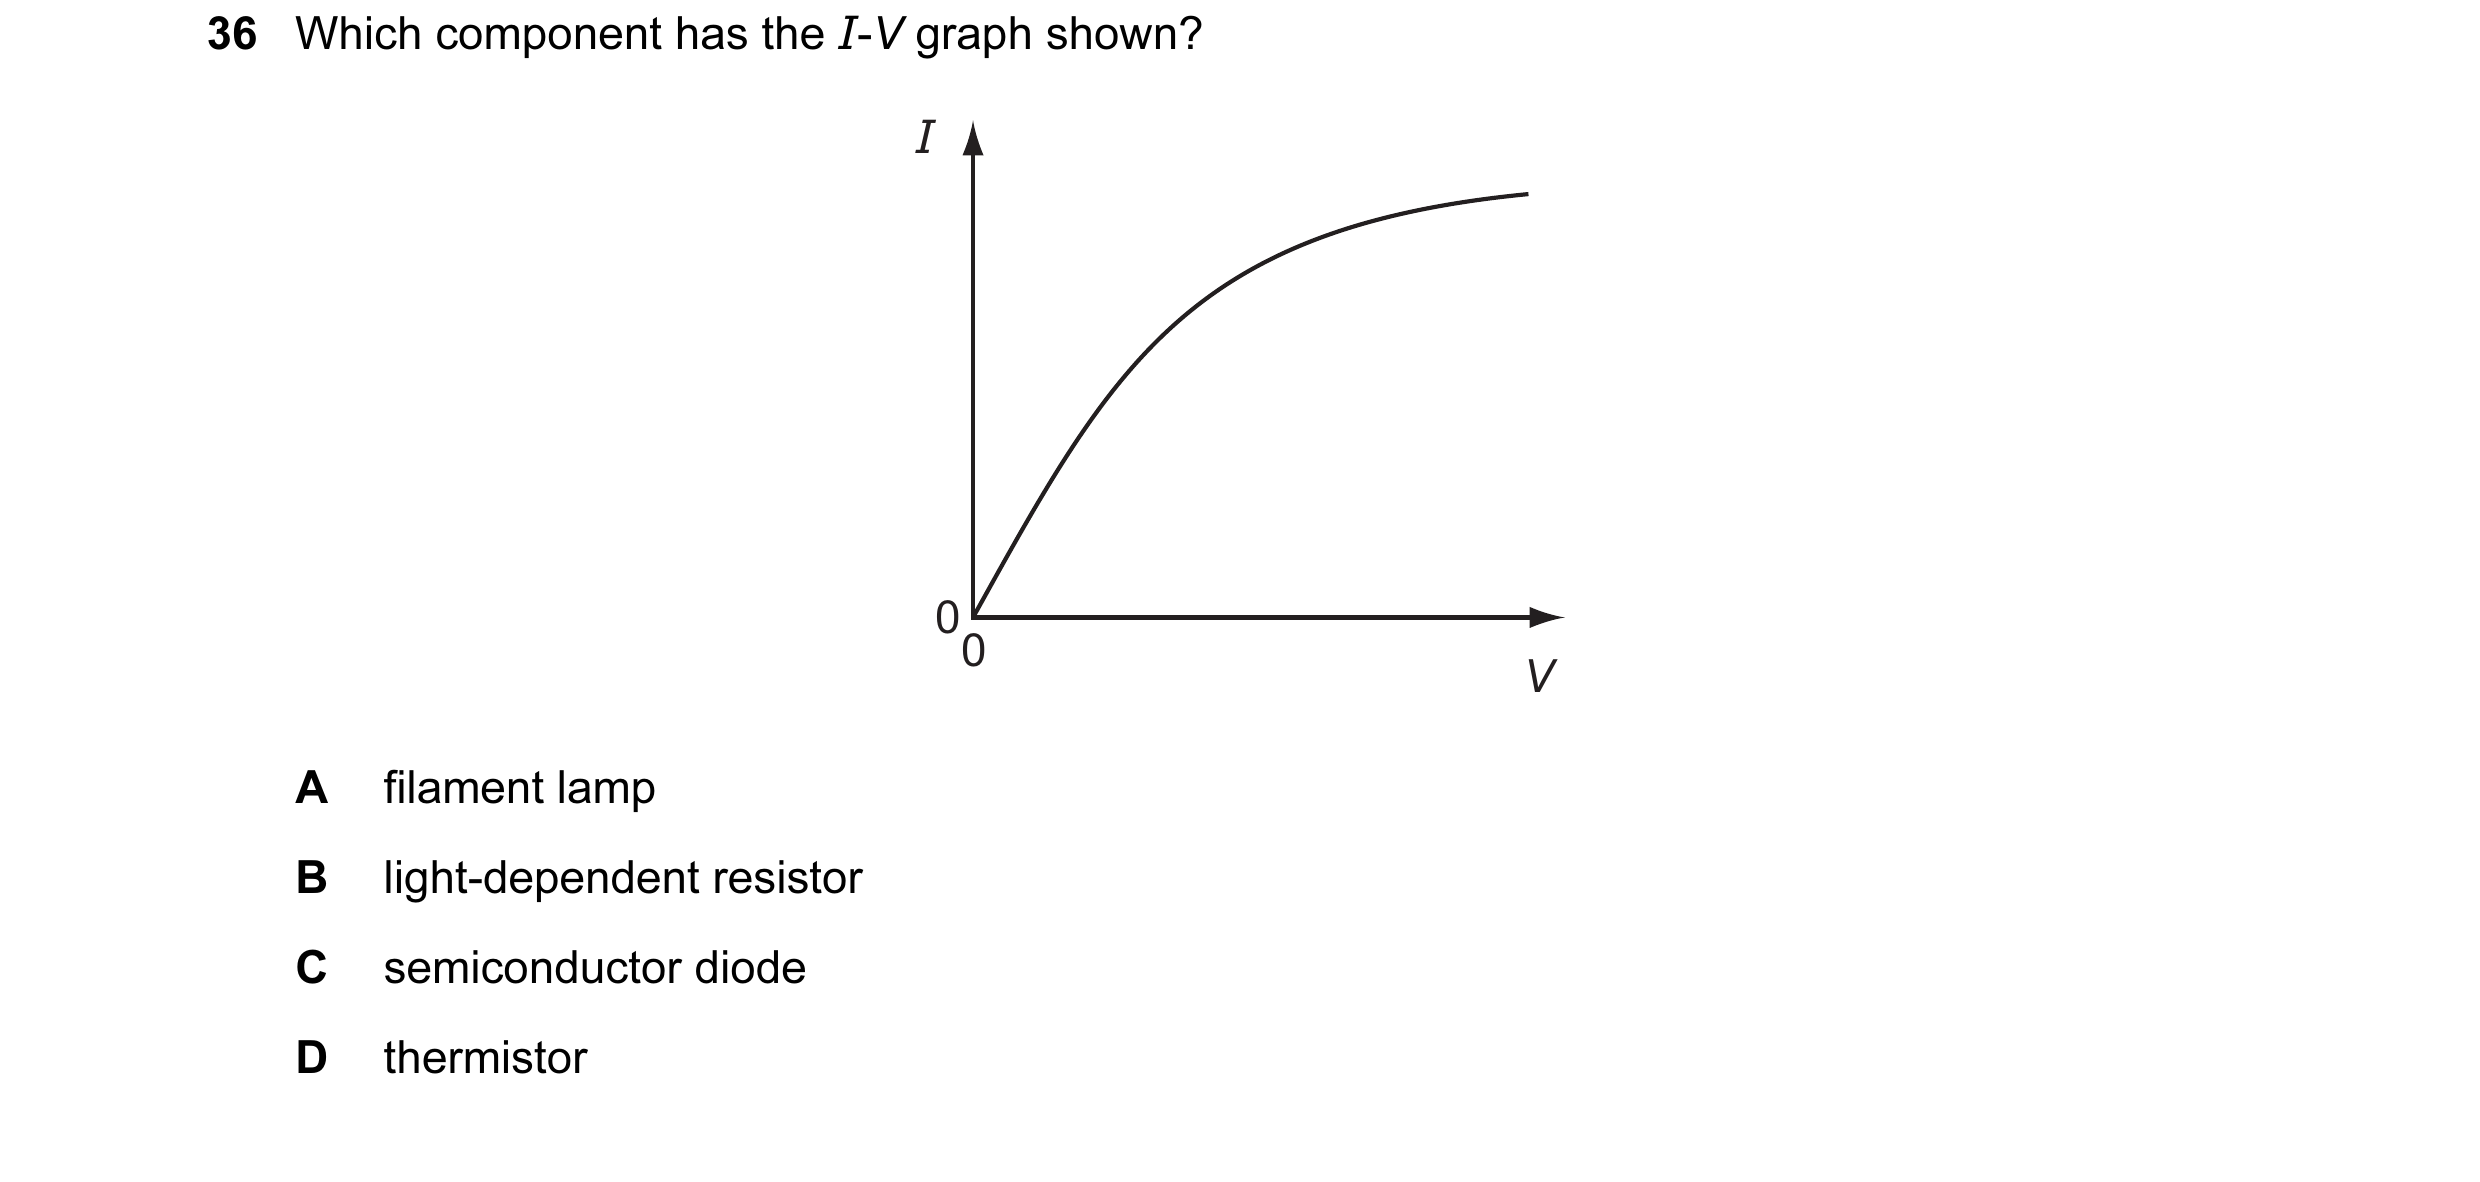 36 Which component has the I-V graph shown?
I
0
0
V
A filament lamp
B light-dependent resistor
C semiconductor diode
D thermistor